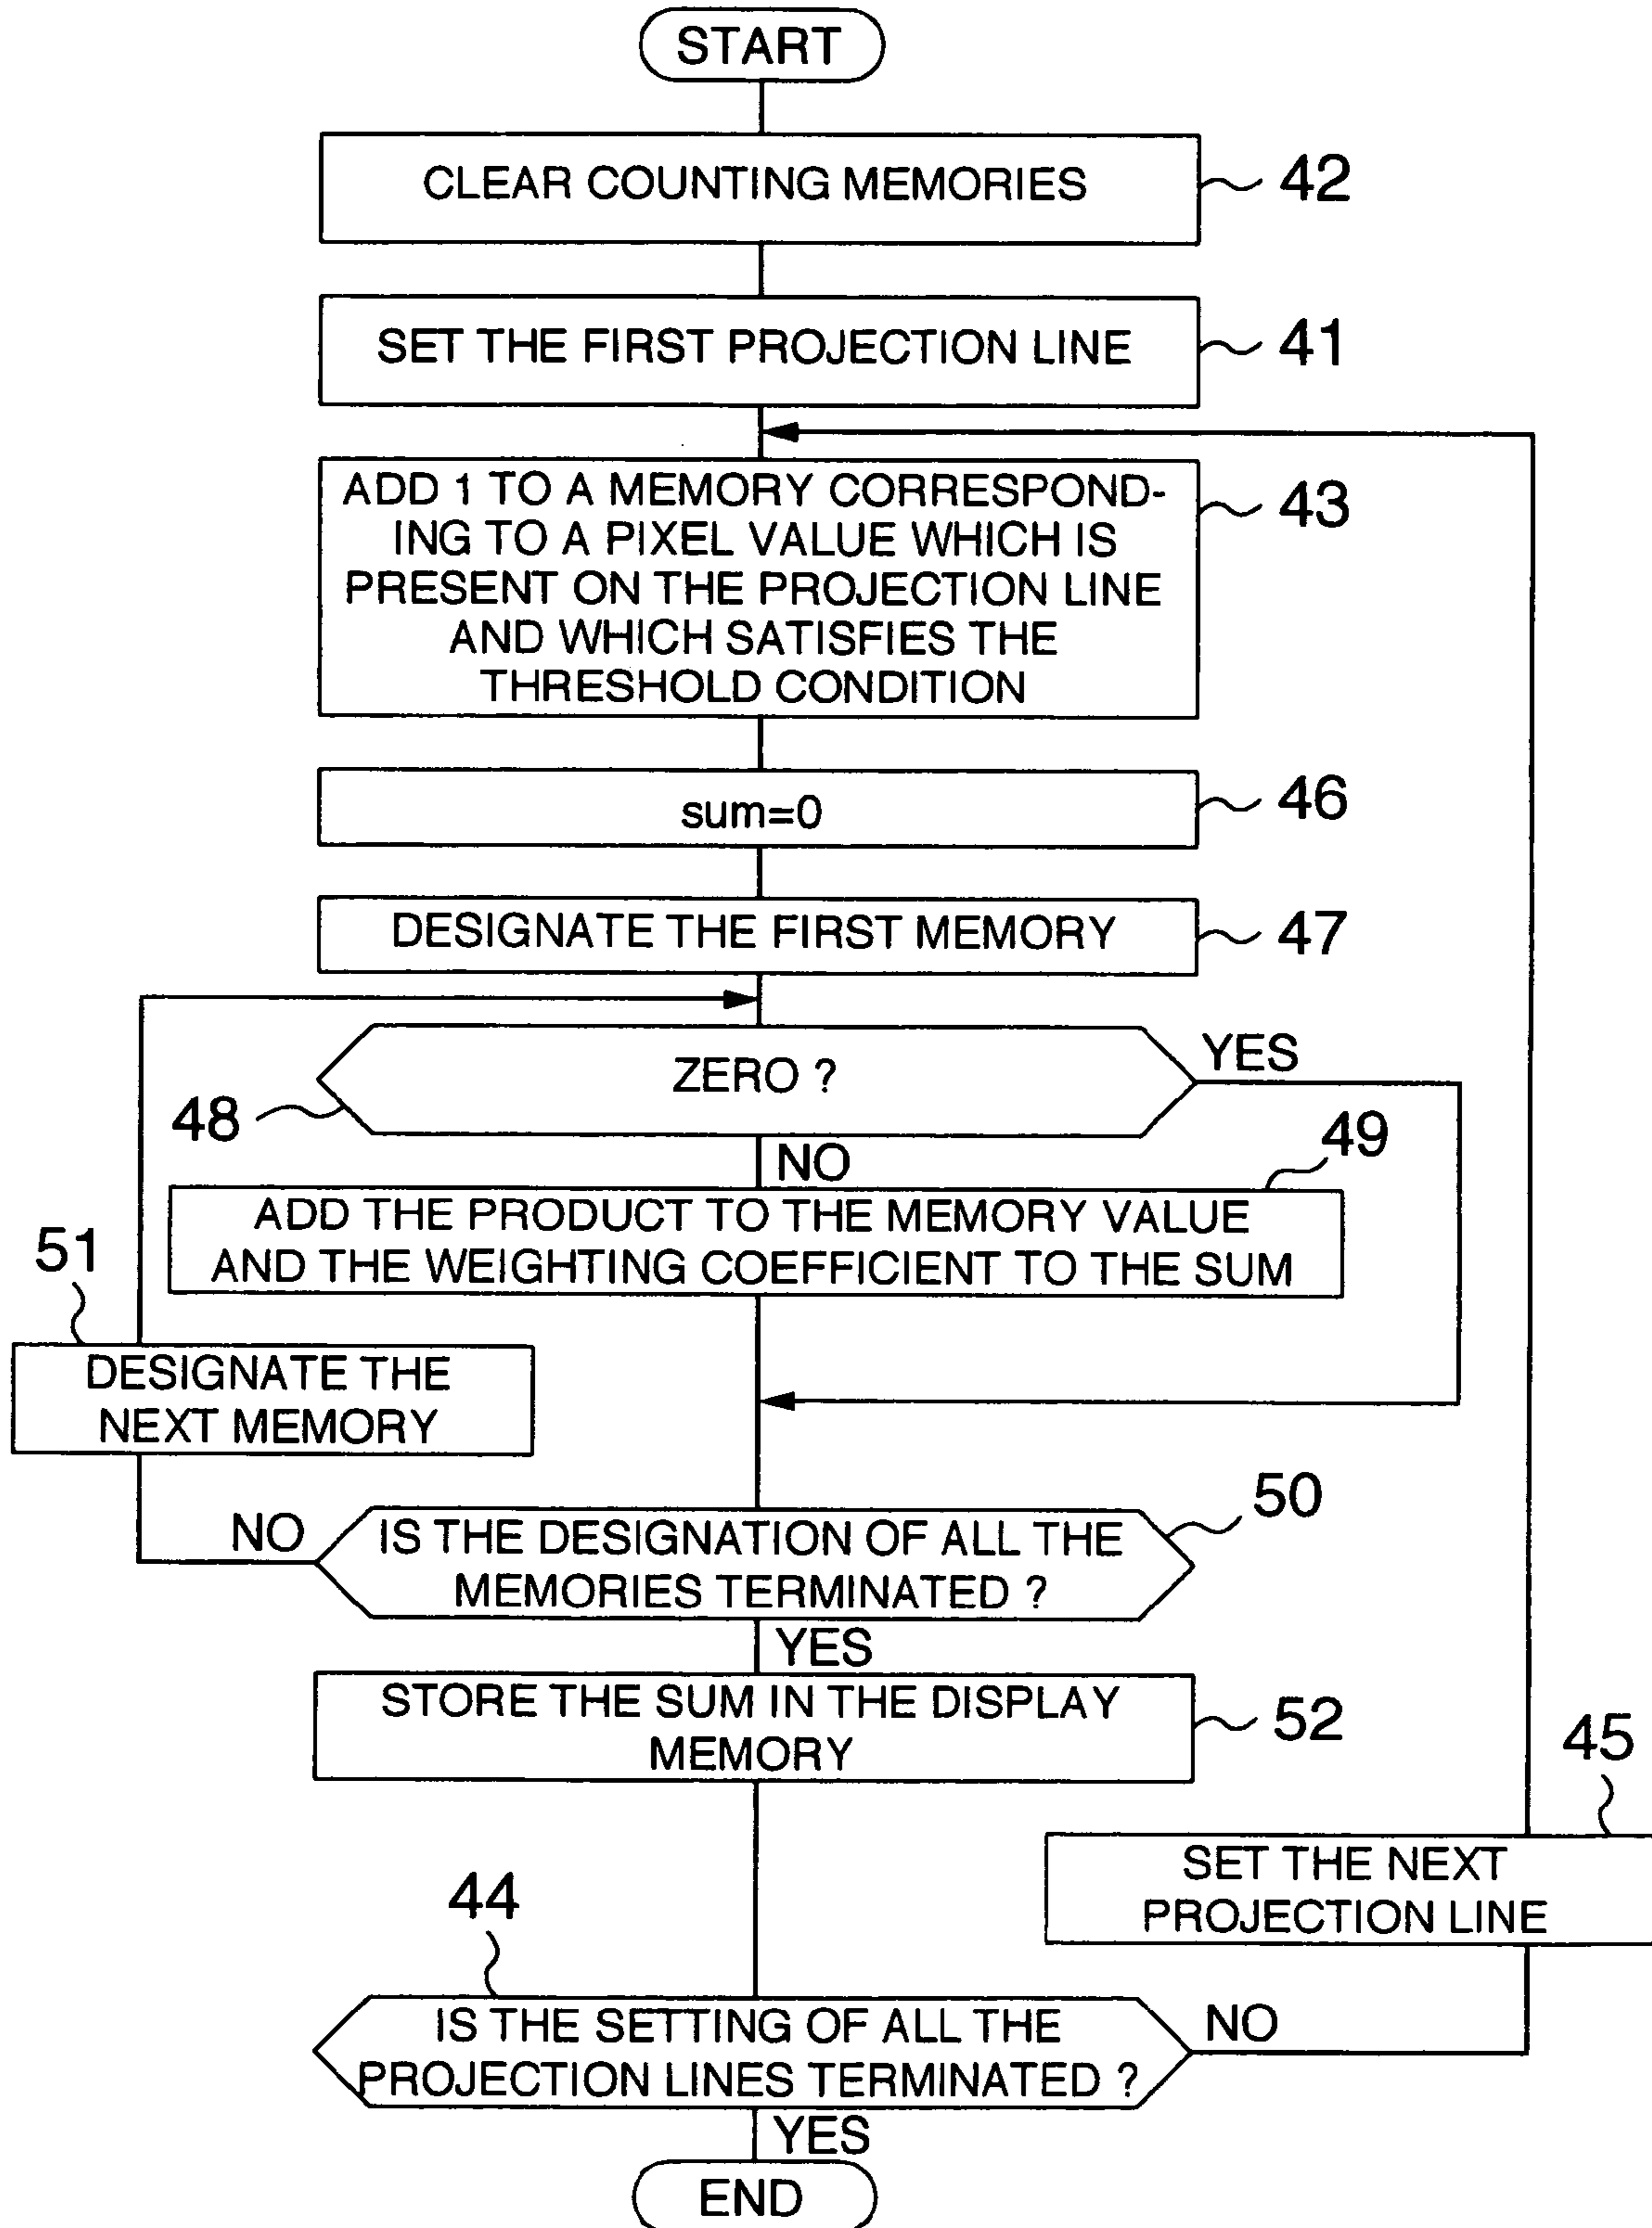 START
CLEAR COUNTING MEMORIES
42
SET THE FIRST PROJECTION LINE
41
ADD 1 TO A MEMORY CORRESPOND-
ING TO A PIXEL VALUE WHICH IS
PRESENT ON THE PROJECTION LINE
AND WHICH SATISFIES THE
THRESHOLD CONDITION
43
sum=0
46
DESIGNATE THE FIRST MEMORY
47
ZERO ?
YES
48
NO
49
ADD THE PRODUCT TO THE MEMORY VALUE
AND THE WEIGHTING COEFFICIENT TO THE SUM
51
DESIGNATE THE
NEXT MEMORY
50
NO
IS THE DESIGNATION OF ALL THE
MEMORIES TERMINATED ?
YES
STORE THE SUM IN THE DISPLAY
MEMORY
52
45
SET THE NEXT
PROJECTION LINE
44
IS THE SETTING OF ALL THE
PROJECTION LINES TERMINATED ?
NO
YES
END